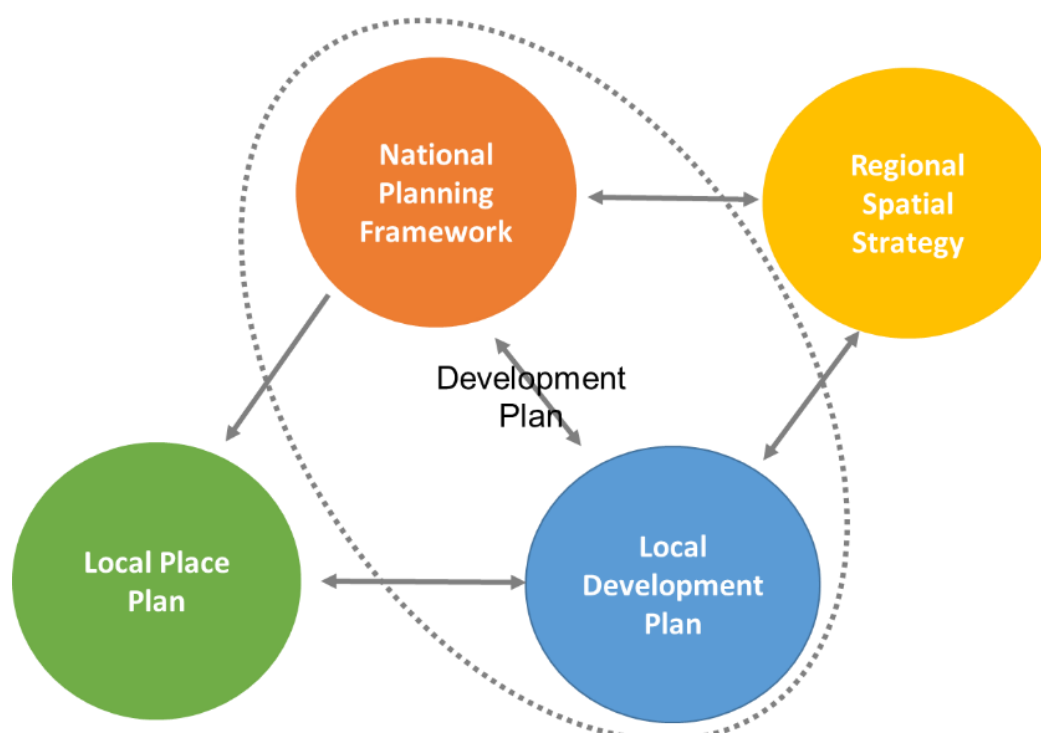 National
Planning
Framework
Regional
Spatial
Strategy
Development
Plan
Local Place
Plan
Local
Development
Plan